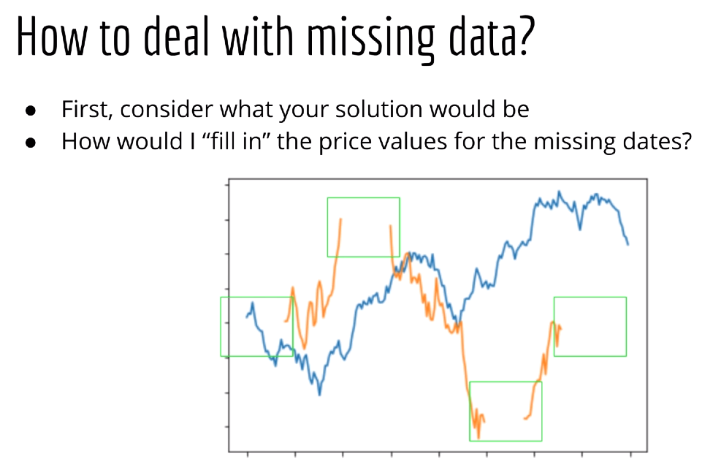 How to deal with missing data?
● First, consider what your solution would be
● How would I “fill in” the price values for the missing dates?